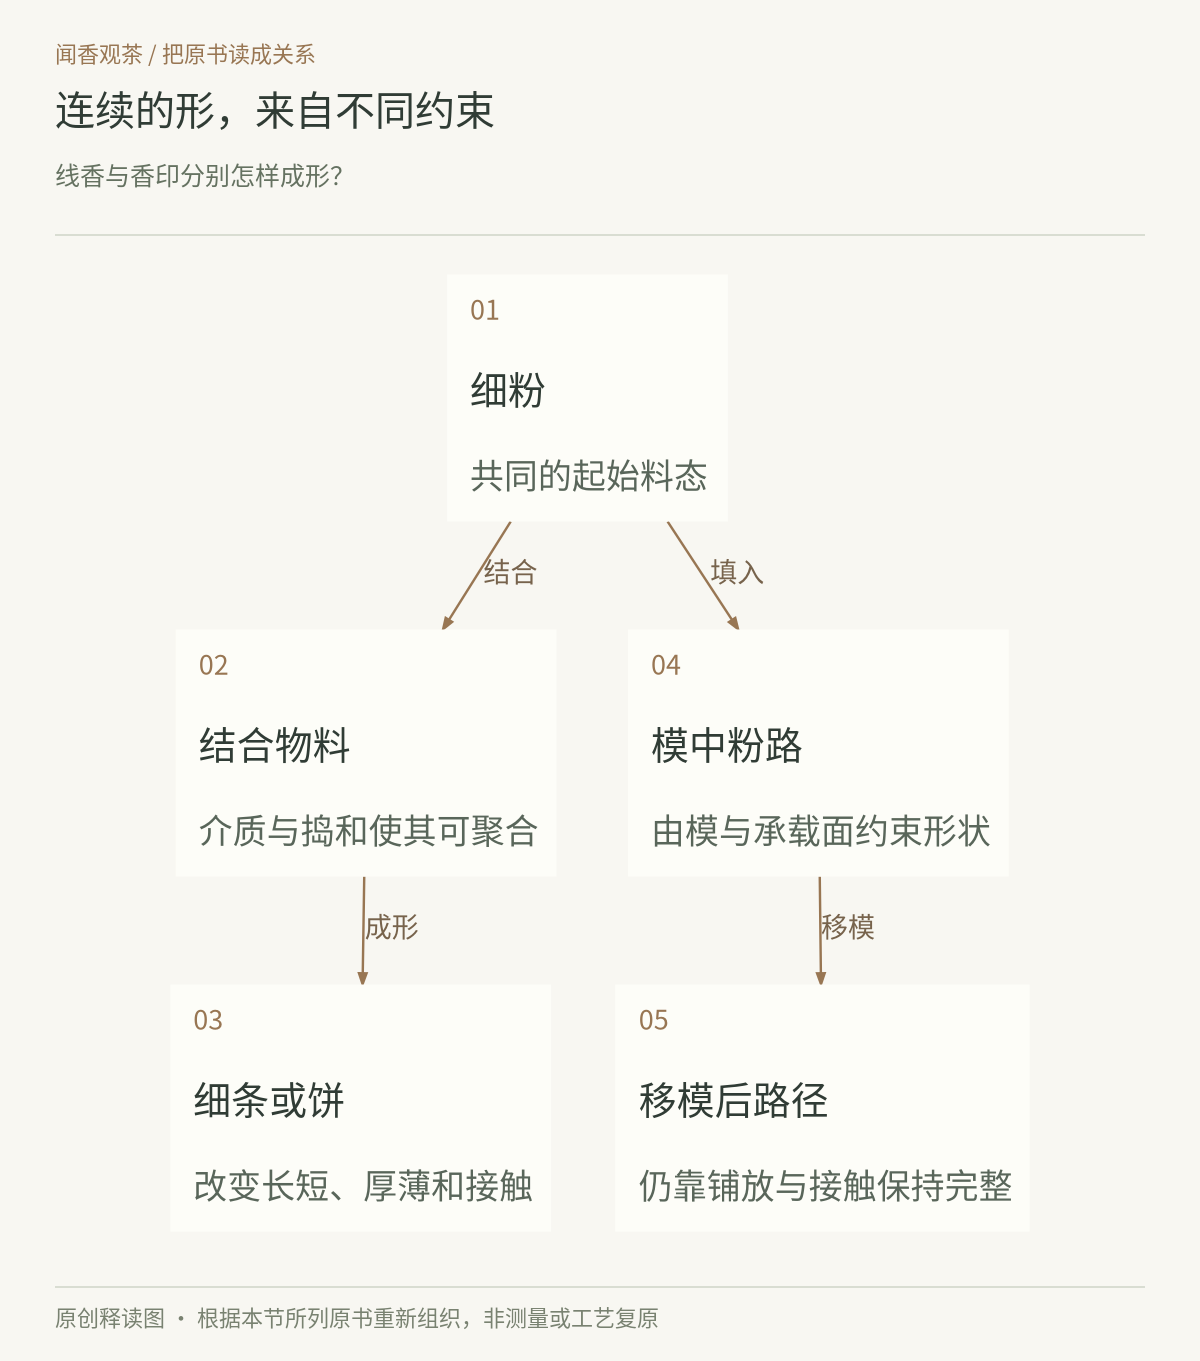 闻香观茶 / 把原书读成关系
连续的形，来自不同约束
线香与香印分别怎样成形？
01
细粉
共同的起始料态
结合
填入
02
结合物料
介质与捣和使其可聚合
04
模中粉路
由模与承载面约束形状
成形
移模
03
细条或饼
改变长短、厚薄和接触
05
移模后路径
仍靠铺放与接触保持完整
原创释读图 · 根据本节所列原书重新组织，非测量或工艺复原